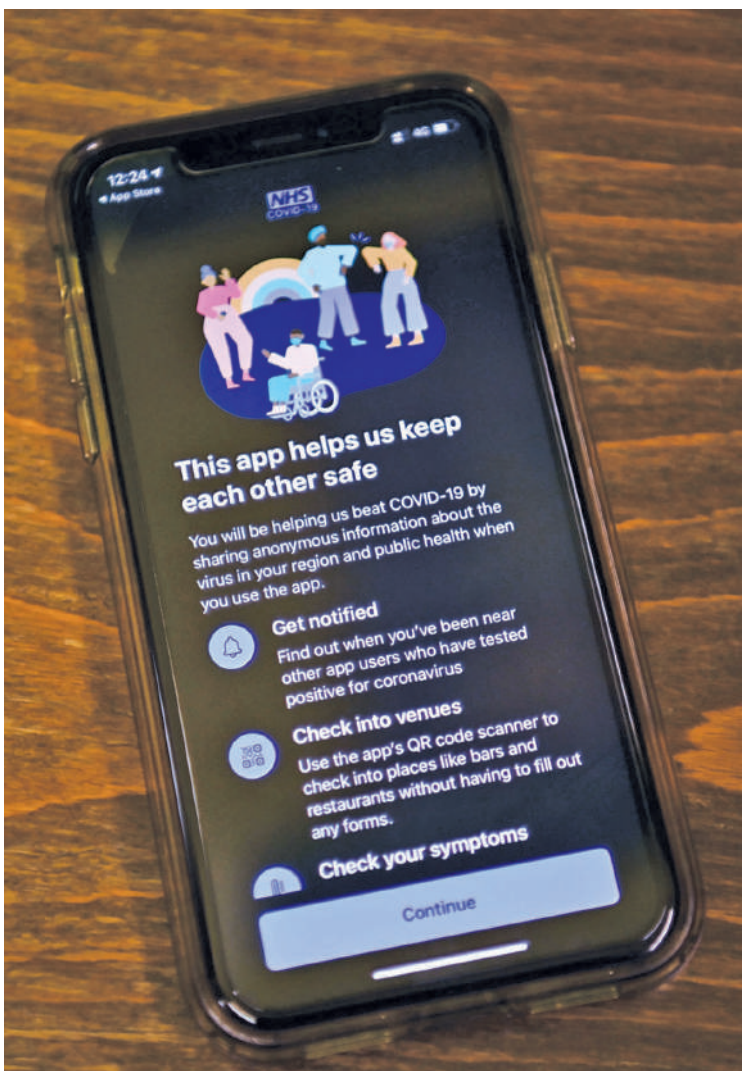 12:24
4G
App Store
NHS
COVID-19
This app helps us keep
each other safe
You will be helping us beat COVID-19 by
sharing anonymous information about the
virus in your region and public health when
you use the app.
Get notified
Find out when you've been near
other app users who have tested
positive for coronavirus
Check into venues
Use the app's QR code scanner to
check into places like bars and
restaurants without having to fill out
any forms.
Check your symptoms
Continue